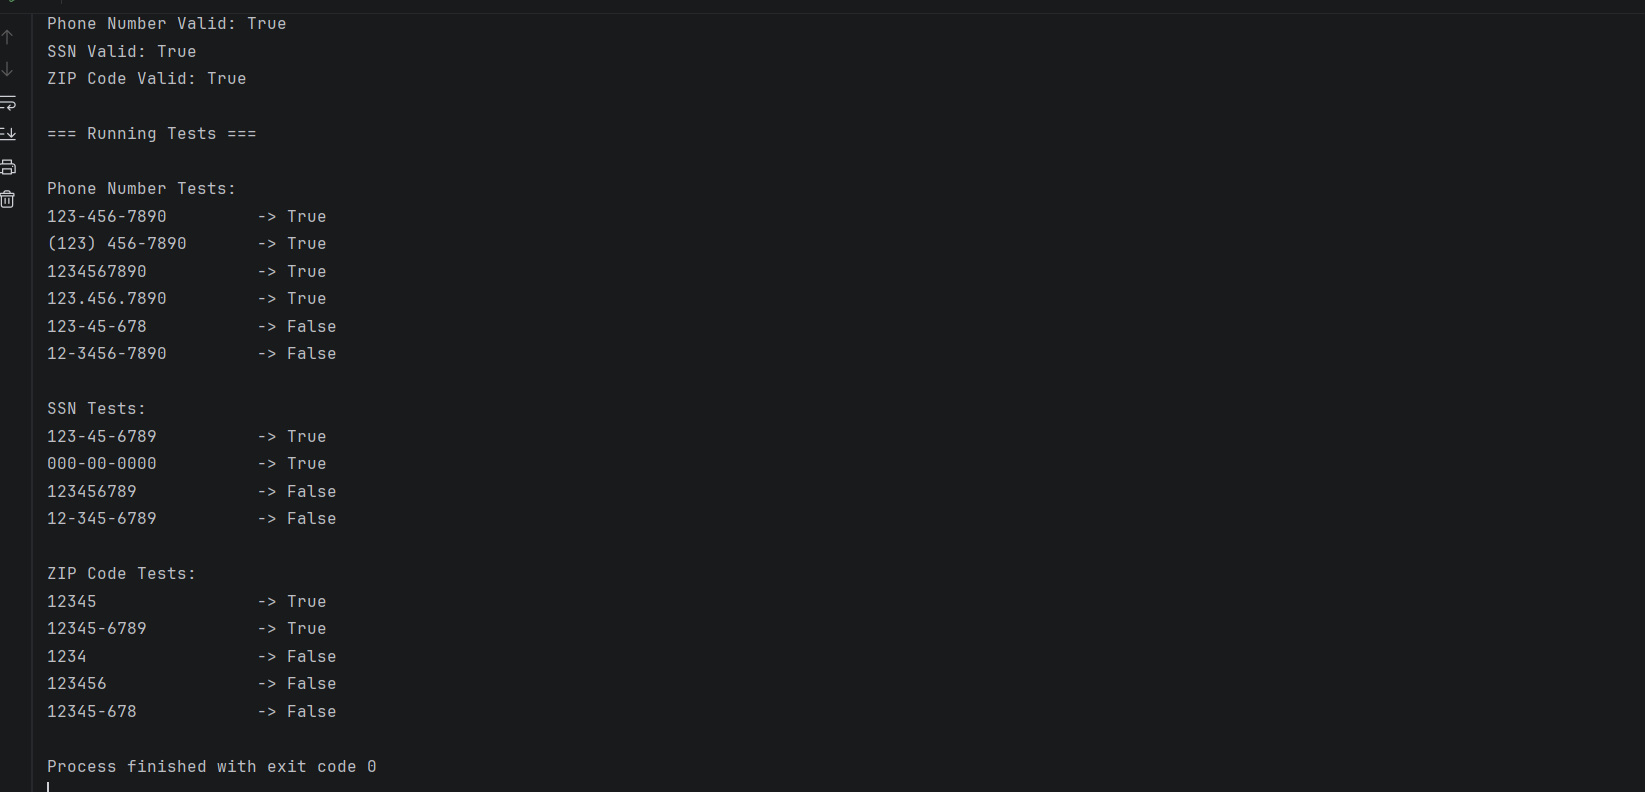 Phone Number Valid: True
SSN Valid: True
ZIP Code Valid: True
=== Running Tests ===
Phone Number Tests:
123-456-7890         -> True
(123) 456-7890       -> True
1234567890           -> True
123.456.7890         -> True
123-45-678           -> False
12-3456-7890         -> False
SSN Tests:
123-45-6789          -> True
000-00-0000          -> True
123456789            -> False
12-345-6789          -> False
ZIP Code Tests:
12345                -> True
12345-6789           -> True
1234                 -> False
123456               -> False
12345-678            -> False
Process finished with exit code 0